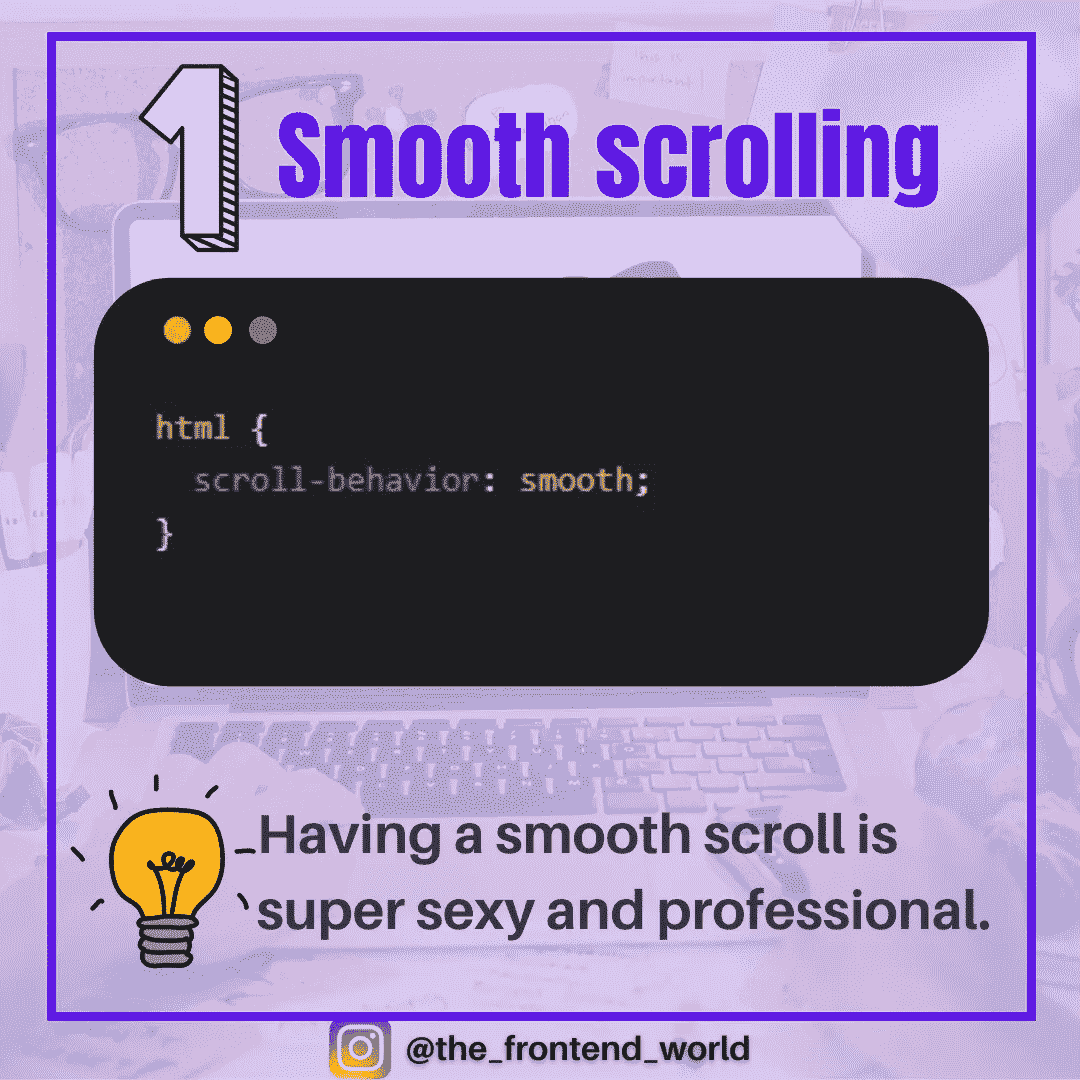 1 Smooth scrolling
html {
  scroll-behavior: smooth;
}
Having a smooth scroll is
super sexy and professional.
@the_frontend_world